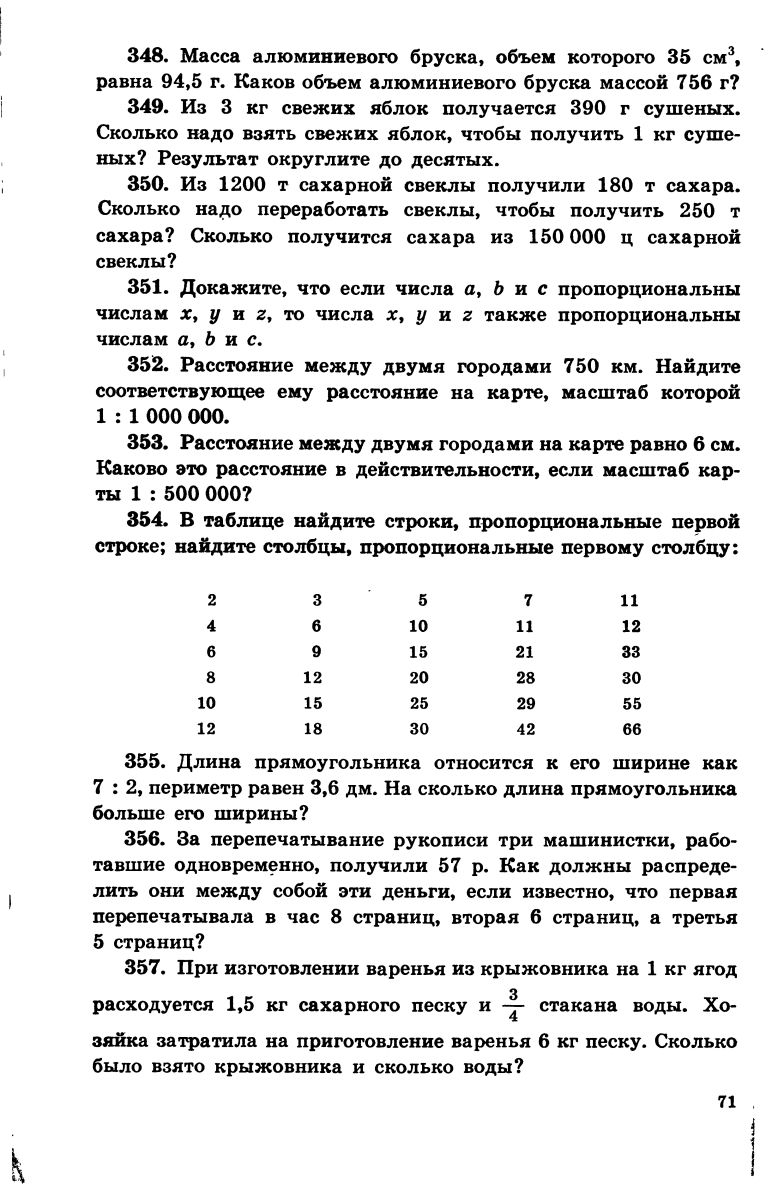 348. Масса алюминиевого бруска, объем которого 35 см³,
равна 94,5 г. Каков объем алюминиевого бруска массой 756 г?
349. Из 3 кг свежих яблок получается 390 г сушеных.
Сколько надо взять свежих яблок, чтобы получить 1 кг суше-
ных? Результат округлите до десятых.
350. Из 1200 т сахарной свеклы получили 180 т сахара.
Сколько надо переработать свеклы, чтобы получить 250 т
сахара? Сколько получится сахара из 150 000 ц сахарной
свеклы?
351. Докажите, что если числа a, b и c пропорциональны
числам x, y и z, то числа x, y и z также пропорциональны
числам a, b и c.
352. Расстояние между двумя городами 750 км. Найдите
соответствующее ему расстояние на карте, масштаб которой
1 : 1 000 000.
353. Расстояние между двумя городами на карте равно 6 см.
Каково это расстояние в действительности, если масштаб кар-
ты 1 : 500 000?
354. В таблице найдите строки, пропорциональные первой
строке; найдите столбцы, пропорциональные первому столбцу:
2 3 5 7 11
4 6 10 11 12
6 9 15 21 33
8 12 20 28 30
10 15 25 29 55
12 18 30 42 66
355. Длина прямоугольника относится к его ширине как
7 : 2, периметр равен 3,6 дм. На сколько длина прямоугольника
больше его ширины?
356. За перепечатывание рукописи три машинистки, рабо-
тавшие одновременно, получили 57 р. Как должны распреде-
лить они между собой эти деньги, если известно, что первая
перепечатывала в час 8 страниц, вторая 6 страниц, а третья
5 страниц?
357. При изготовлении варенья из крыжовника на 1 кг ягод
расходуется 1,5 кг сахарного песку и 3/4 стакана воды. Хо-
зяйка затратила на приготовление варенья 6 кг песку. Сколько
было взято крыжовника и сколько воды?
71